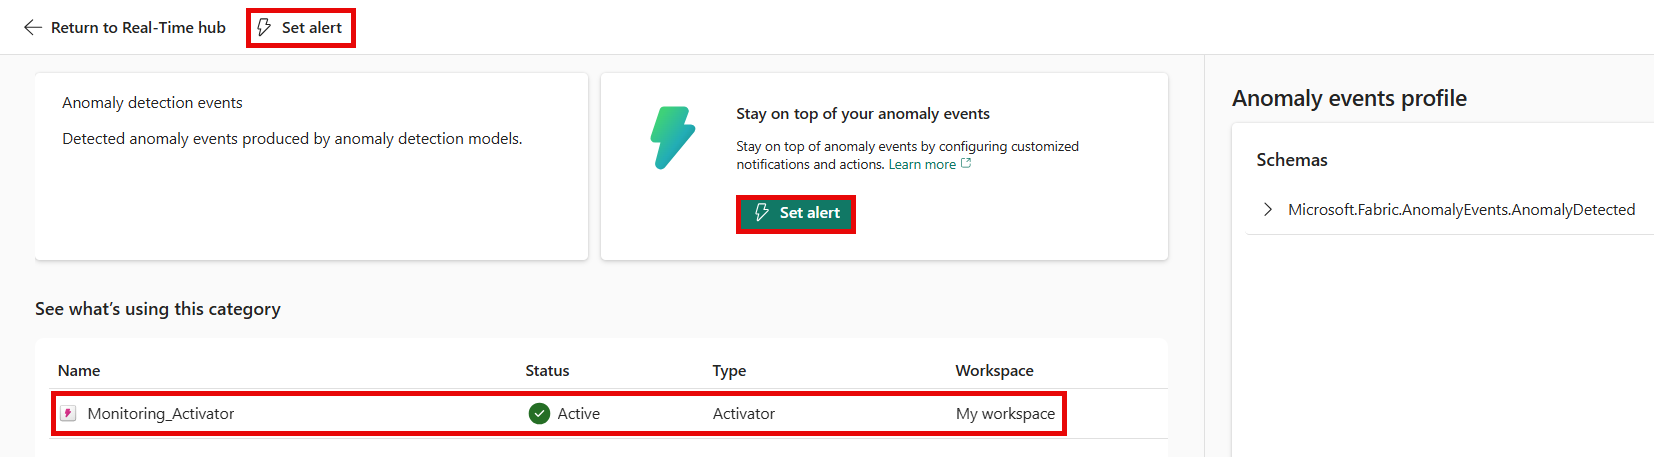 Return to Real-Time hub
Set alert
Anomaly detection events
Detected anomaly events produced by anomaly detection models.
Stay on top of your anomaly events
Stay on top of anomaly events by configuring customized
notifications and actions. Learn more
Set alert
Anomaly events profile
Schemas
Microsoft.Fabric.AnomalyEvents.AnomalyDetected
See what's using this category
Name Status Type Workspace
Monitoring_Activator Active Activator My workspace